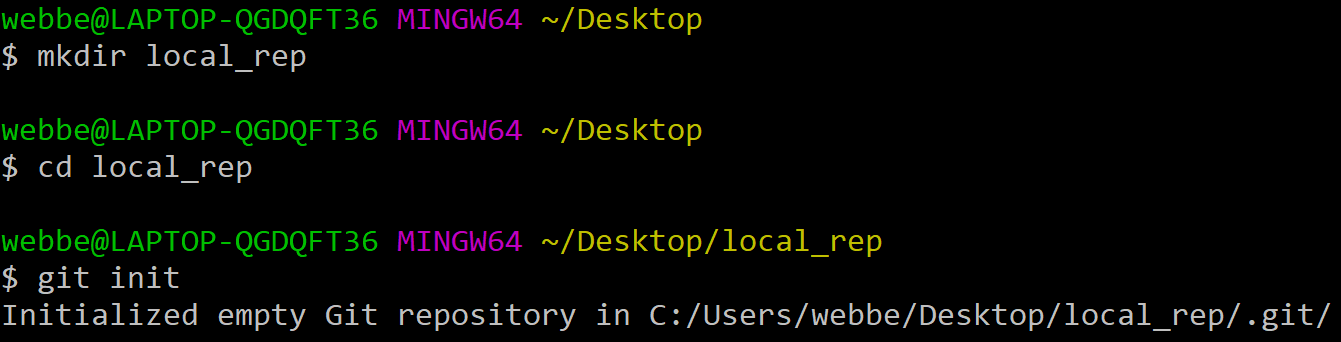 webbe@LAPTOP-QGDQFT36 MINGW64 ~/Desktop
$ mkdir local_rep
webbe@LAPTOP-QGDQFT36 MINGW64 ~/Desktop
$ cd local_rep
webbe@LAPTOP-QGDQFT36 MINGW64 ~/Desktop/local_rep
$ git init
Initialized empty Git repository in C:/Users/webbe/Desktop/local_rep/.git/